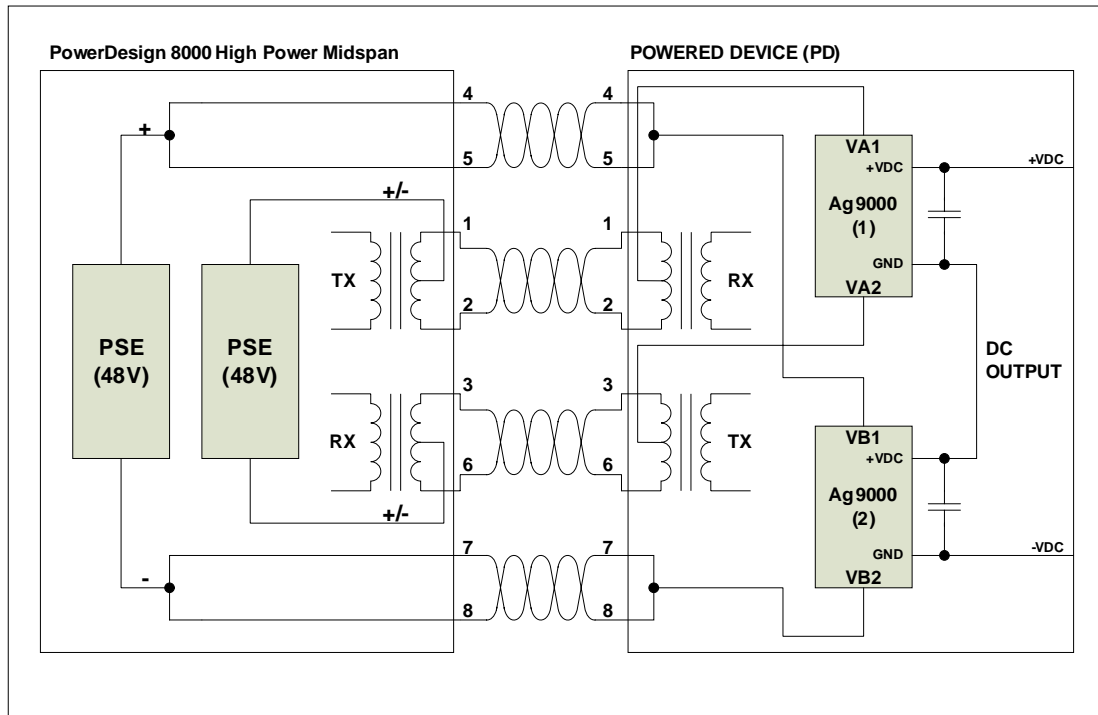 PowerDesign 8000 High Power Midspan
POWERED DEVICE (PD)
4
4
+
5
5
VA1
+VDC
+VDC
Ag9000
(1)
GND
VA2
+/-
1
1
TX
RX
2
2
PSE
(48V)
PSE
(48V)
DC
OUTPUT
3
3
RX
TX
6
6
+/-
VB1
+VDC
Ag9000
(2)
GND
-VDC
VB2
7
7
-
8
8